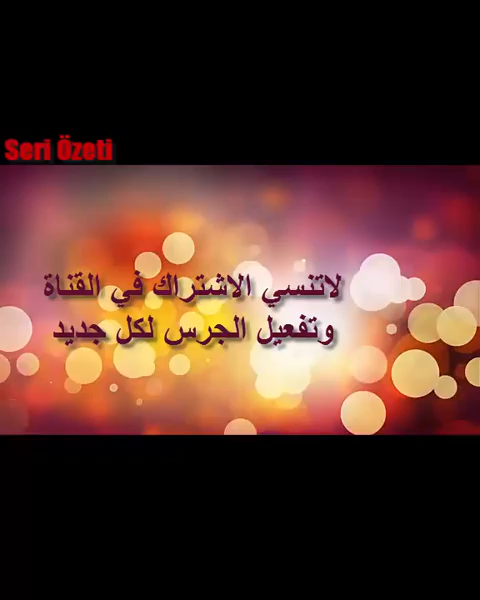 Seri Özeti
لاتنسي الاشتراك في القناة
وتفعيل الجرس لكل جديد